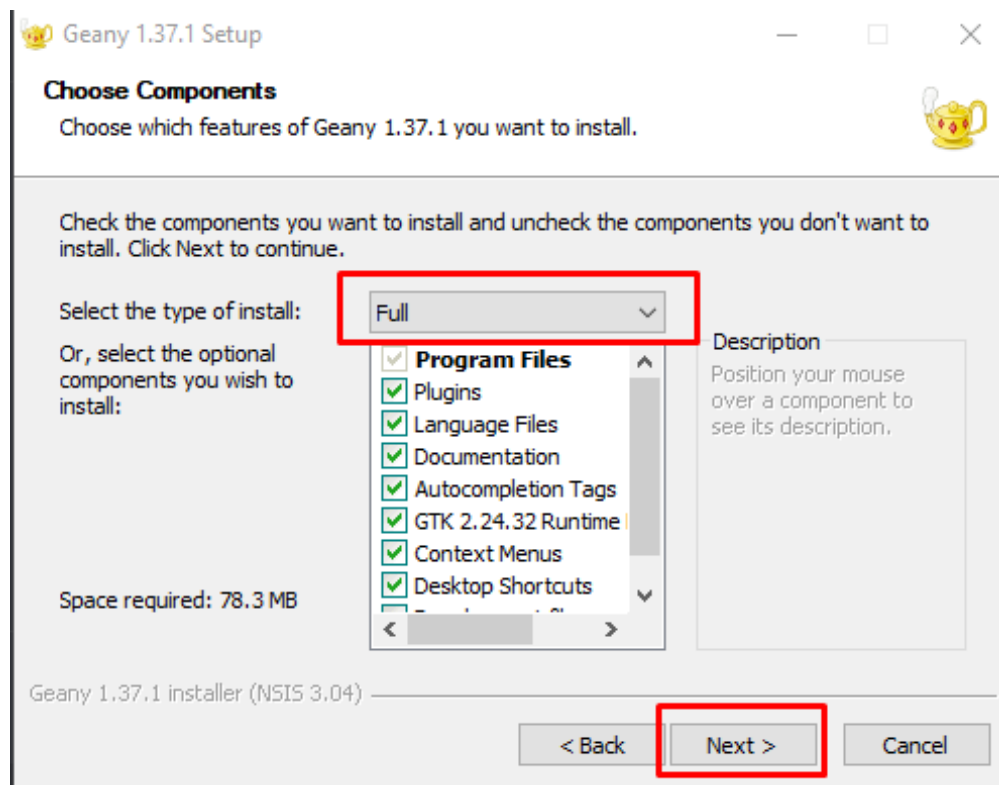 Geany 1.37.1 Setup
Choose Components
Choose which features of Geany 1.37.1 you want to install.
Check the components you want to install and uncheck the components you don't want to
install. Click Next to continue.
Select the type of install:
Full
Or, select the optional
components you wish to
install:
Program Files
Plugins
Language Files
Documentation
Autocompletion Tags
GTK 2.24.32 Runtime
Context Menus
Desktop Shortcuts
Description
Position your mouse
over a component to
see its description.
Space required: 78.3 MB
Geany 1.37.1 installer (NSIS 3.04)
< Back
Next >
Cancel